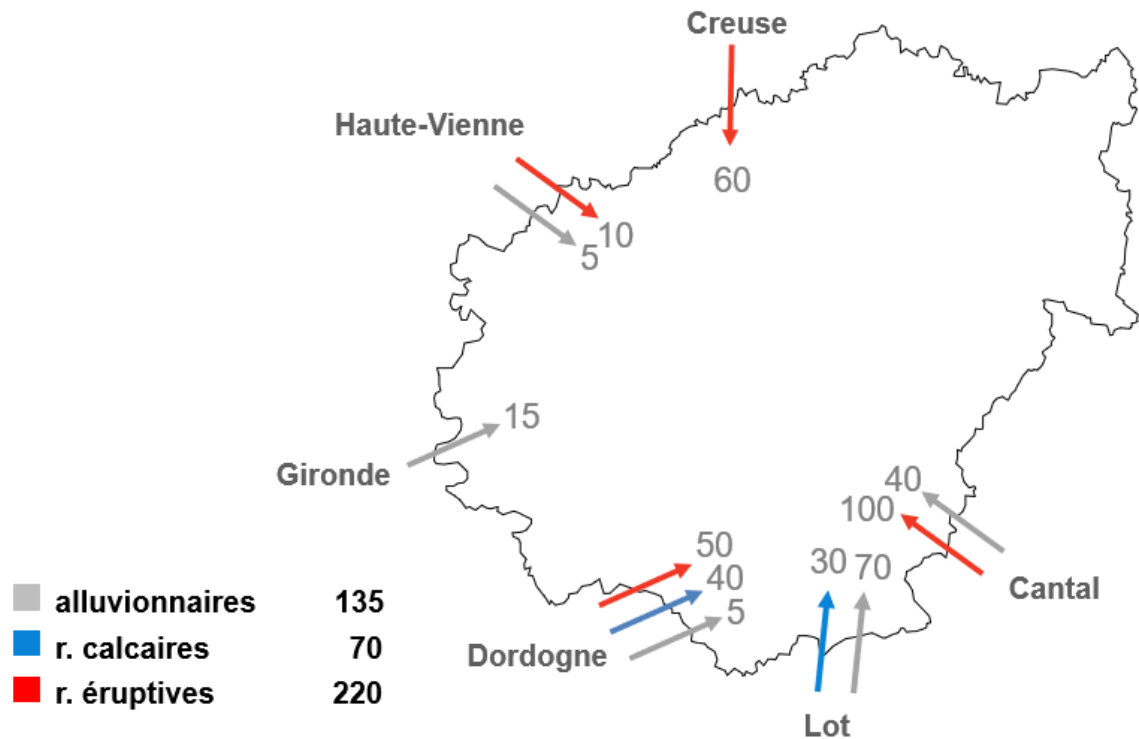 Creuse
Haute-Vienne
60
10
5
15
Gironde
40
100
50
30 70
40
Cantal
5
alluvionnaires 135
r. calcaires 70
Dordogne
r. éruptives 220
Lot